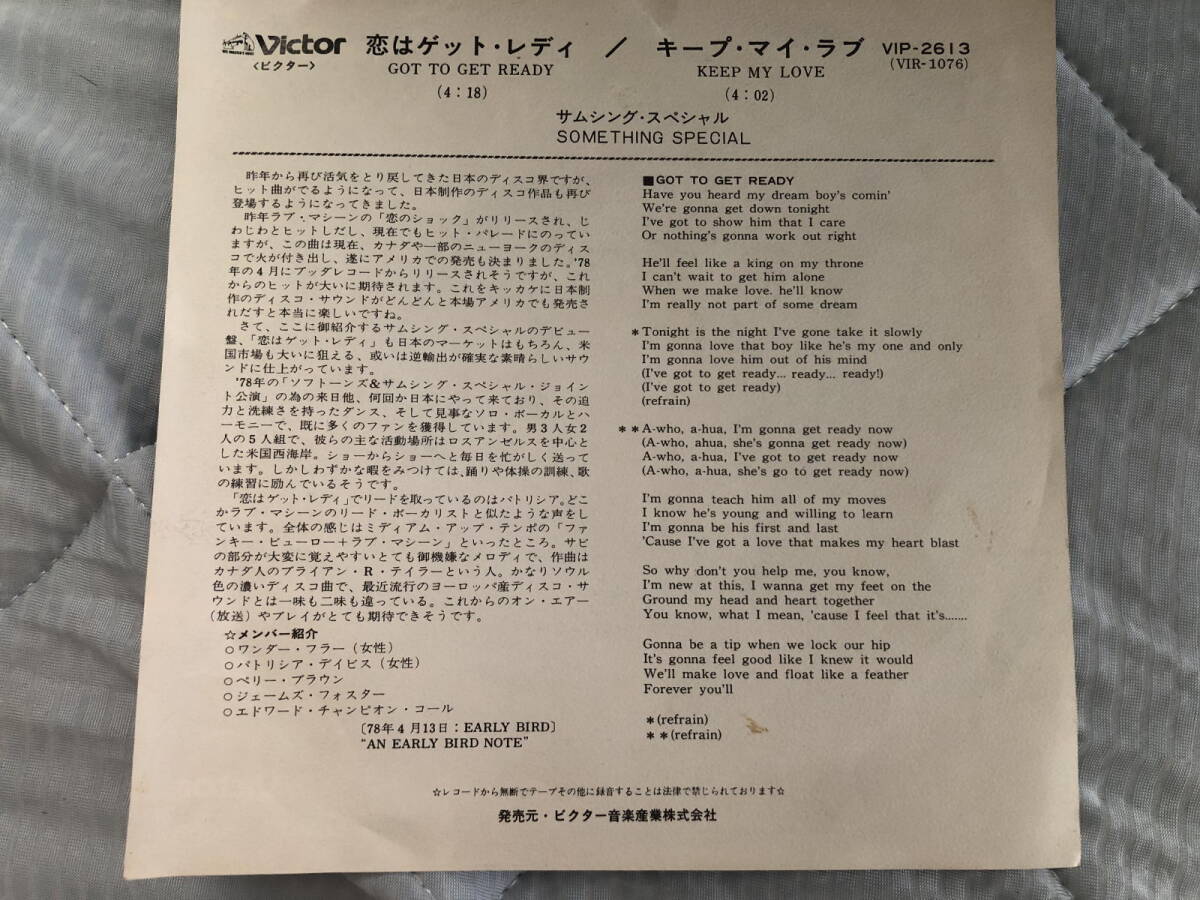 Victor 恋はゲット・レディ / キープ・マイ・ラブ VIP-2613
<ビクター> GOT TO GET READY KEEP MY LOVE (VIR-1076)
(4:18) (4:02)
サムシング・スペシャル
SOMETHING SPECIAL
昨年から再び活気をとり戻してきた日本のディスコ界ですが、
ヒット曲がでるようになって、日本制作のディスコ作品も再び
登場するようになってきました。
昨年ラブ・マシーンの「恋のショック」がリリースされ、じ
わじわとヒットしだし、現在でもヒット・パレードにのってい
ますが、この曲は現在、カナダや一部のニューヨークのディス
コで火が付き出し、遂にアメリカでの発売も決まりました。'78
年の4月にブッダレコードからリリースされそうですが、これ
からのヒットが大いに期待されます。これをキッカケに日本制
作のディスコ・サウンドがどんどんと本場アメリカでも発売さ
れだすと本当に楽しいですね。
さて、ここに御紹介するサムシング・スペシャルのデビュー
盤、「恋はゲット・レディ」も日本のマーケットはもちろん、米
国市場も大いに狙える、或いは逆輸出が確実な素晴らしいサウ
ンドに仕上がっています。
'78年の「ソフトーンズ&サムシング・スペシャル・ジョイン
ト公演」の為の来日他、何回か日本にやって来ており、その迫
力と洗練さを持ったダンス、そして見事なソロ・ボーカルとハ
ーモニーで、既に多くのファンを獲得しています。男3人女2
人の5人組で、彼らの主な活動場所はロスアンゼルスを中心と
した米国西海岸。ショーからショーへと毎日を忙がしく送って
います。しかしわずかな暇をみつけては、踊りや体操の訓練、歌
の練習に励んでいるそうです。
「恋はゲット・レディ」でリードを取っているのはパトリシア。どこ
かラブ・マシーンのリード・ボーカリストと似たような声をし
ています。全体の感じはミディアム・アップ・テンポの「ファ
ンキー・ビューロー+ラブ・マシーン」といったところ。サビ
の部分が大変に覚えやすいとても御機嫌なメロディで、作曲は
カナダ人のブライアン・R・テイラーという人。かなりソウル
色の濃いディスコ曲で、最近流行のヨーロッパ産ディスコ・サ
ウンドとは一味も二味も違っている。これからのオン・エアー
(放送)やプレイがとても期待できそうです。
☆メンバー紹介
○ワンダー・フラー(女性)
○パトリシア・デイビス(女性)
○ペリー・ブラウン
○ジェームズ・フォスター
○エドワード・チャンピオン・コール
〔78年4月13日:EARLY BIRD〕
"AN EARLY BIRD NOTE"
■GOT TO GET READY
Have you heard my dream boy's comin'
We're gonna get down tonight
I've got to show him that I care
Or nothing's gonna work out right
He'll feel like a king on my throne
I can't wait to get him alone
When we make love. he'll know
I'm really not part of some dream
*Tonight is the night I've gone take it slowly
I'm gonna love that boy like he's my one and only
I'm gonna love him out of his mind
(I've got to get ready... ready... ready!)
(I've got to get ready)
(refrain)
**A-who, a-hua, I'm gonna get ready now
(A-who, ahua, she's gonna get ready now)
A-who, a-hua, I've got to get ready now
(A-who, a-hua, she's go to get ready now)
I'm gonna teach him all of my moves
I know he's young and willing to learn
I'm gonna be his first and last
'Cause I've got a love that makes my heart blast
So why don't you help me, you know,
I'm new at this, I wanna get my feet on the
Ground my head and heart together
You know, what I mean, 'cause I feel that it's.......
Gonna be a tip when we lock our hip
It's gonna feel good like I knew it would
We'll make love and float like a feather
Forever you'll
*(refrain)
**(refrain)
☆レコードから無断でテープその他に録音することは法律で禁じられております☆
発売元・ビクター音楽産業株式会社